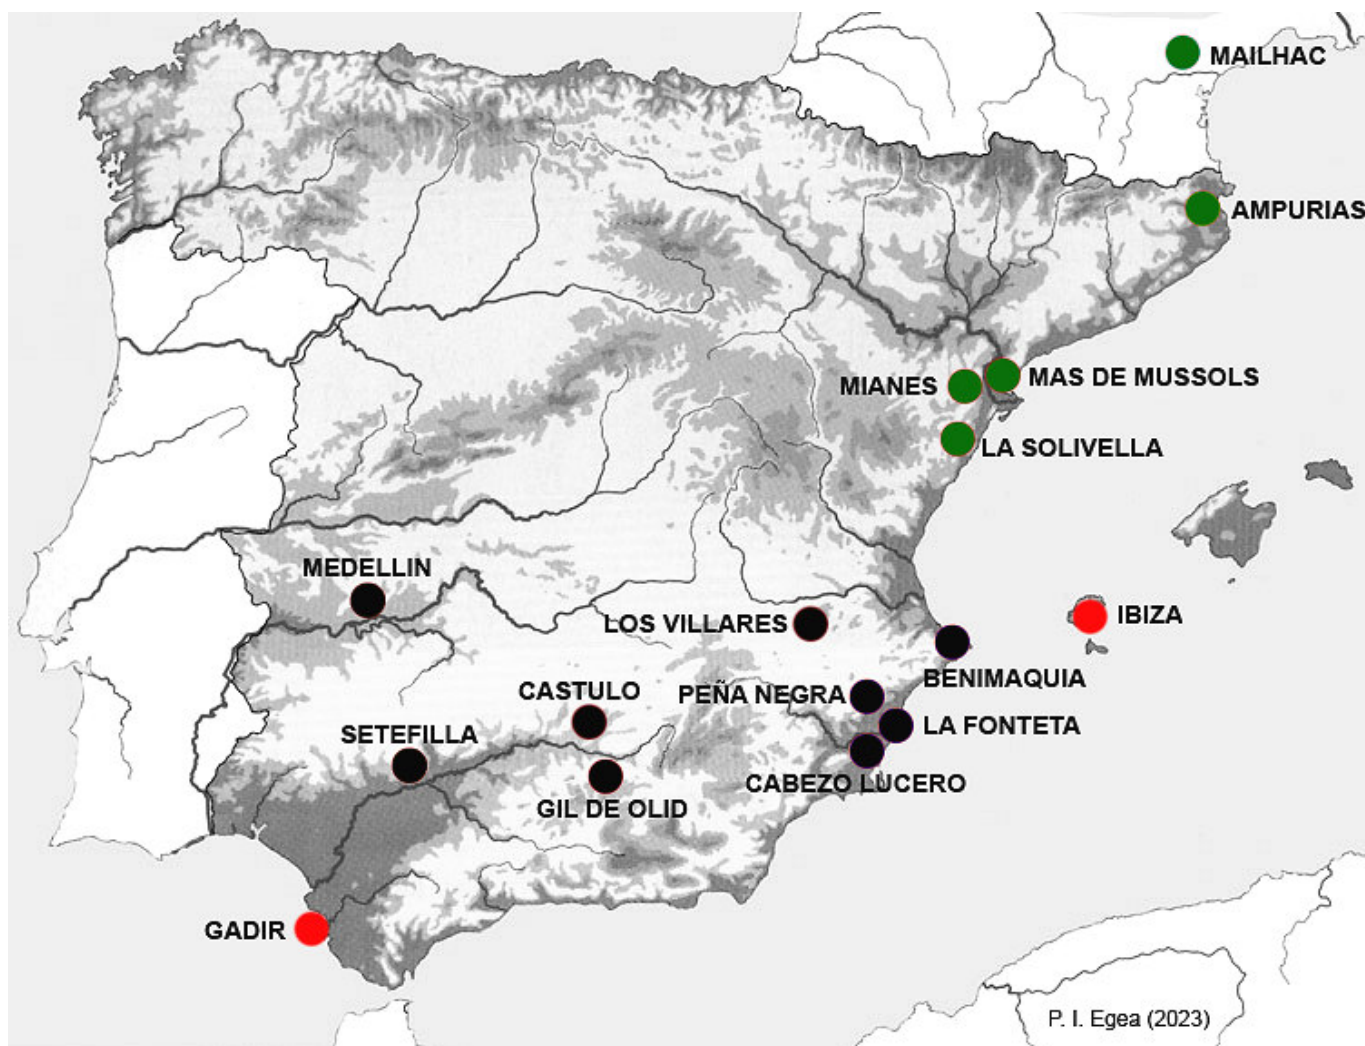 MAILHAC
AMPURIAS
MIANES
MAS DE MUSSOLS
LA SOLIVELLA
MEDELLIN
LOS VILLARES
IBIZA
BENIMAQUIA
CASTULO
PEÑA NEGRA
SETEFILLA
LA FONTETA
CABEZO LUCERO
GIL DE OLID
GADIR
P. I. Egea (2023)